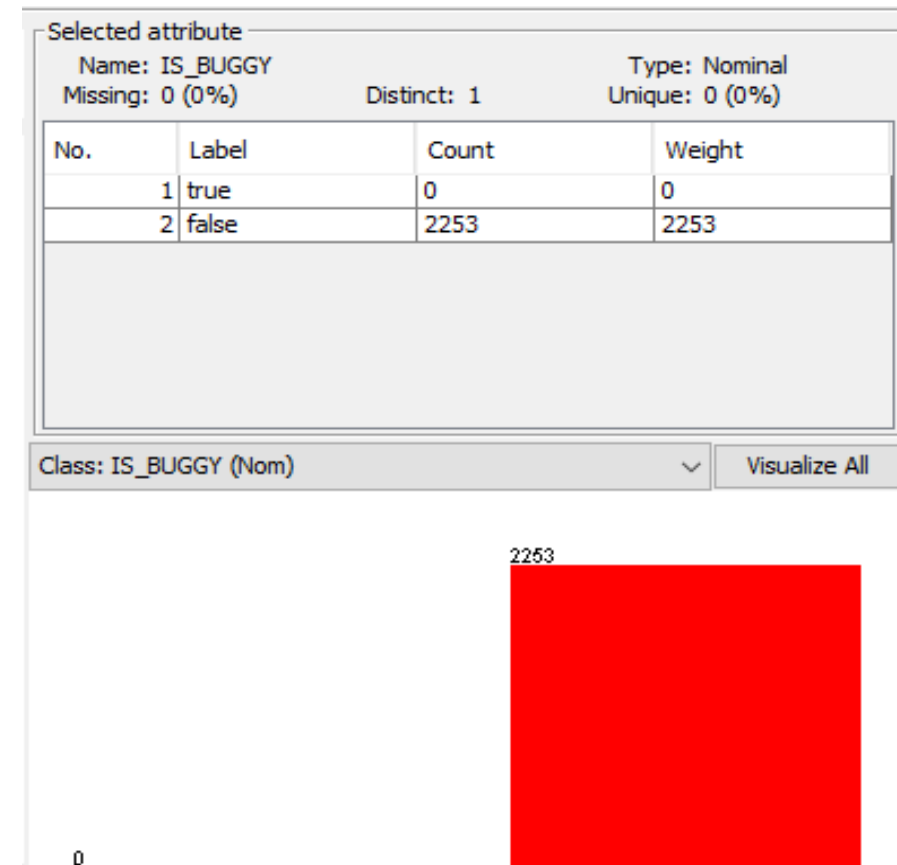 Selected attribute
Name: IS_BUGGY Type: Nominal
Missing: 0 (0%) Distinct: 1 Unique: 0 (0%)
No. Label Count Weight
1 true 0 0
2 false 2253 2253
Class: IS_BUGGY (Nom) Visualize All
2253
0